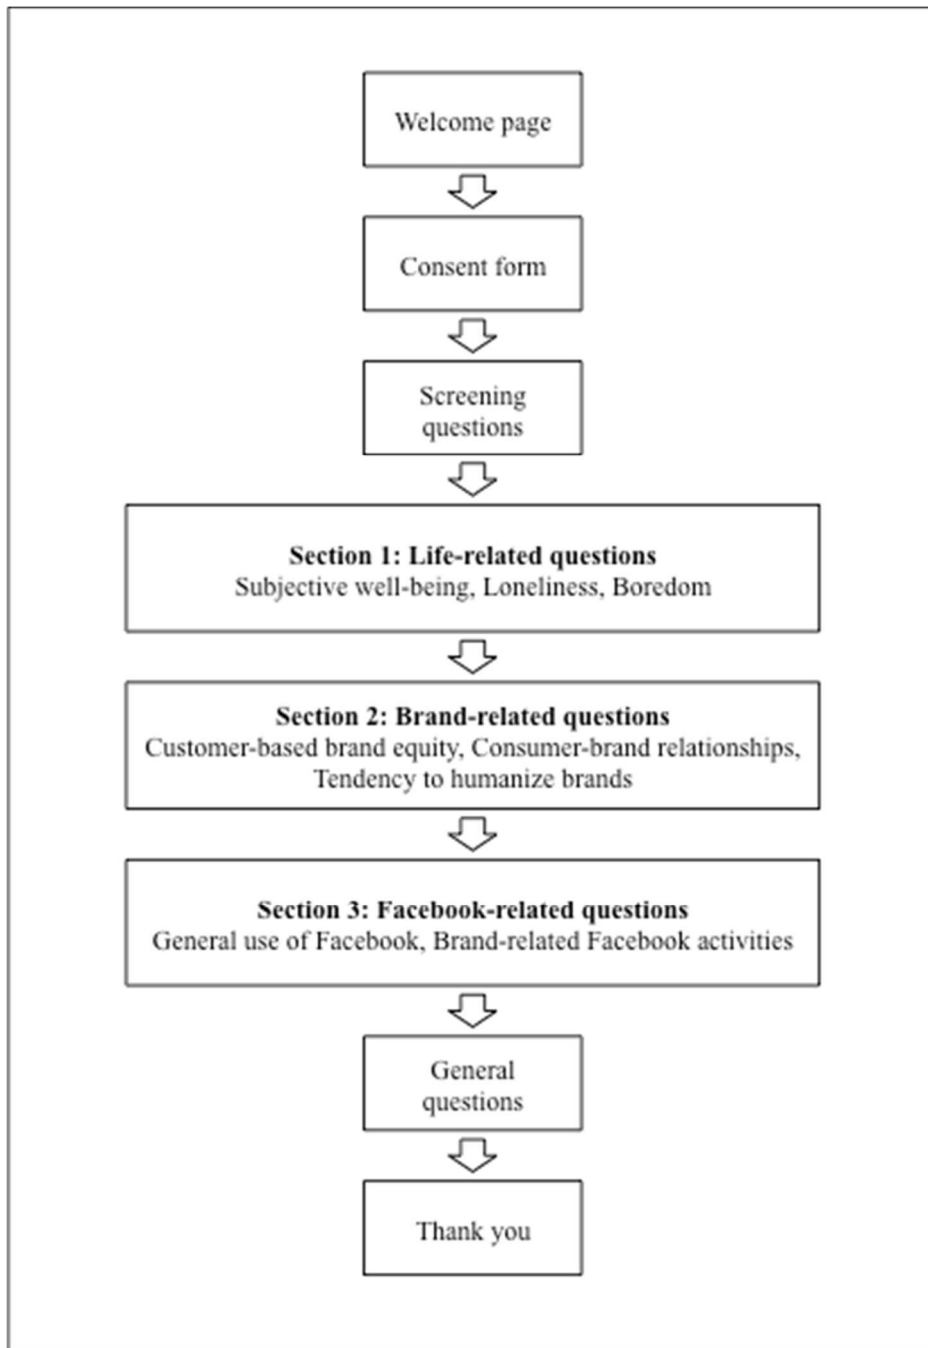 Welcome page
Consent form
Screening
questions
Section 1: Life-related questions
Subjective well-being, Loneliness, Boredom
Section 2: Brand-related questions
Customer-based brand equity, Consumer-brand relationships,
Tendency to humanize brands
Section 3: Facebook-related questions
General use of Facebook, Brand-related Facebook activities
General
questions
Thank you